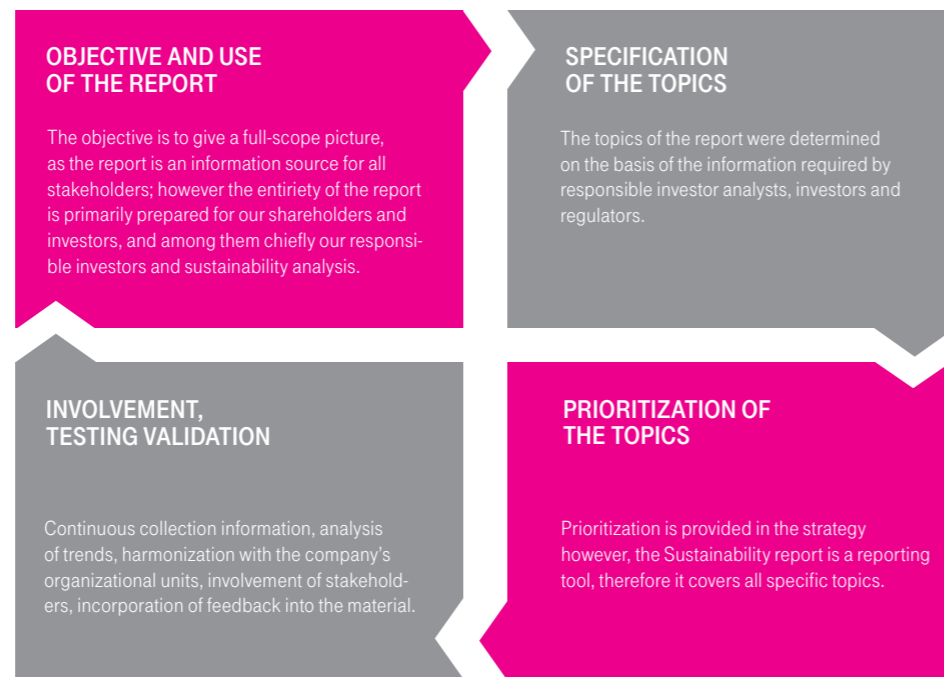 OBJECTIVE AND USE
OF THE REPORT
The objective is to give a full-scope picture,
as the report is an information source for all
stakeholders; however the entiriety of the report
is primarily prepared for our shareholders and
investors, and among them chiefly our responsi-
ble investors and sustainability analysis.
SPECIFICATION
OF THE TOPICS
The topics of the report were determined
on the basis of the information required by
responsible investor analysts, investors and
regulators.
INVOLVEMENT,
TESTING VALIDATION
Continuous collection information, analysis
of trends, harmonization with the company's
organizational units, involvement of stakehold-
ers, incorporation of feedback into the material.
PRIORITIZATION OF
THE TOPICS
Prioritization is provided in the strategy
however, the Sustainability report is a reporting
tool, therefore it covers all specific topics.